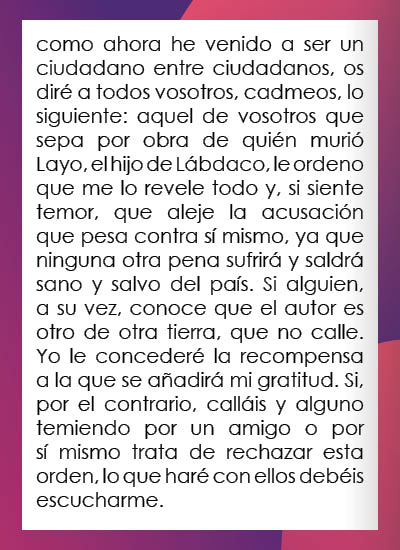 como ahora he venido a ser un
ciudadano entre ciudadanos, os
diré a todos vosotros, cadmeos, lo
siguiente: aquel de vosotros que
sepa por obra de quién murió
Layo, el hijo de Lábdaco, le ordeno
que me lo revele todo y, si siente
temor, que aleje la acusación
que pesa contra sí mismo, ya que
ninguna otra pena sufrirá y saldrá
sano y salvo del país. Si alguien,
a su vez, conoce que el autor es
otro de otra tierra, que no calle.
Yo le concederé la recompensa
a la que se añadirá mi gratitud. Si,
por el contrario, calláis y alguno
temiendo por un amigo o por
sí mismo trata de rechazar esta
orden, lo que haré con ellos debéis
escucharme.